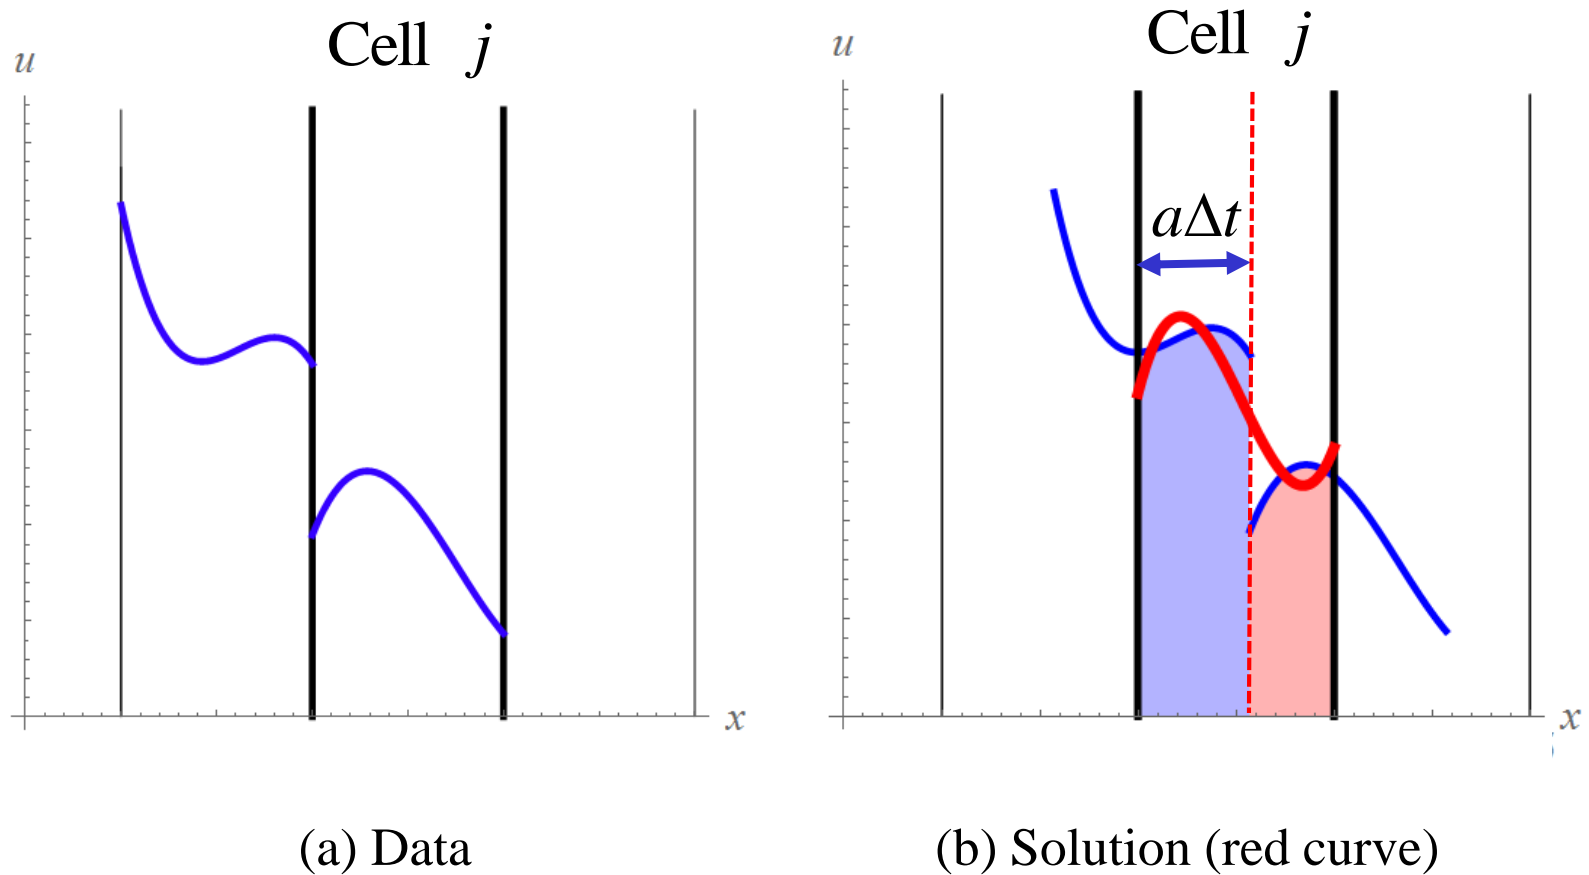 Cell j
u
x
(a) Data
Cell j
u
aΔt
x
(b) Solution (red curve)